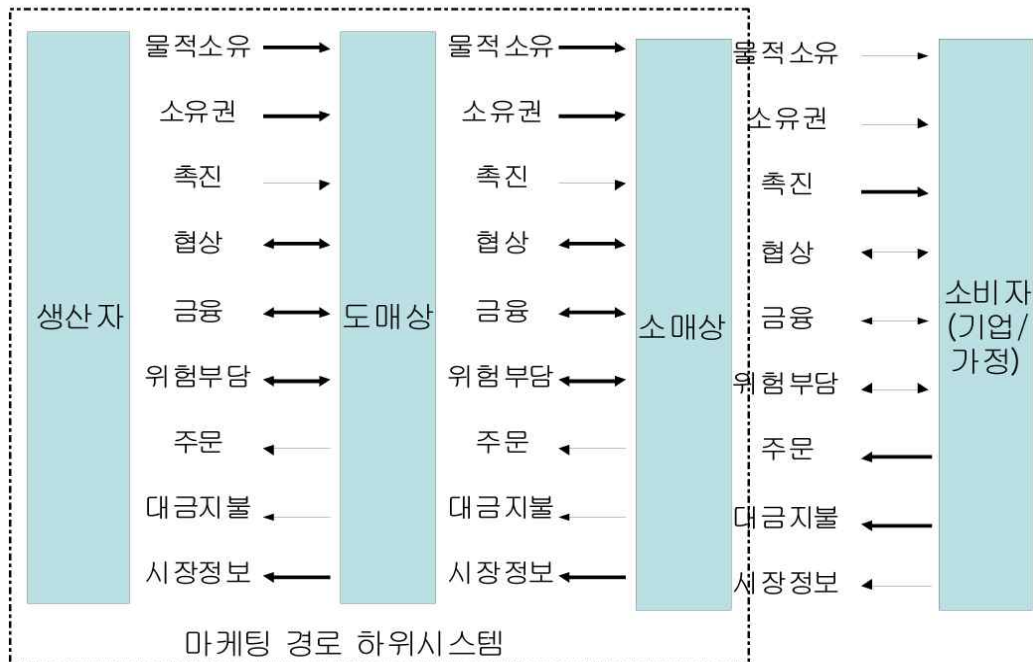 물적소유 물적소유 물적소유
소유권 소유권 소유권
촉진 촉진 촉진
협상 협상 협상
생산자 금융 도매상 금융 소매상 금융 소비자
(기업/
가정)
위험부담 위험부담 위험부담
주문 주문 주문
대금지불 대금지불 대금지불
시장정보 시장정보 시장정보
마케팅 경로 하위시스템